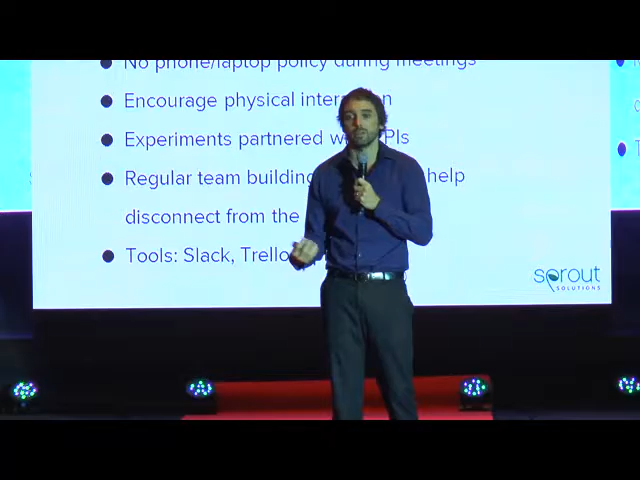 No phone/laptop policy during meetings
Encourage physical
Experiments partnered
Regular team building help
disconnect from the
Tools: Slack, Trello
sprout
SOLUTIONS